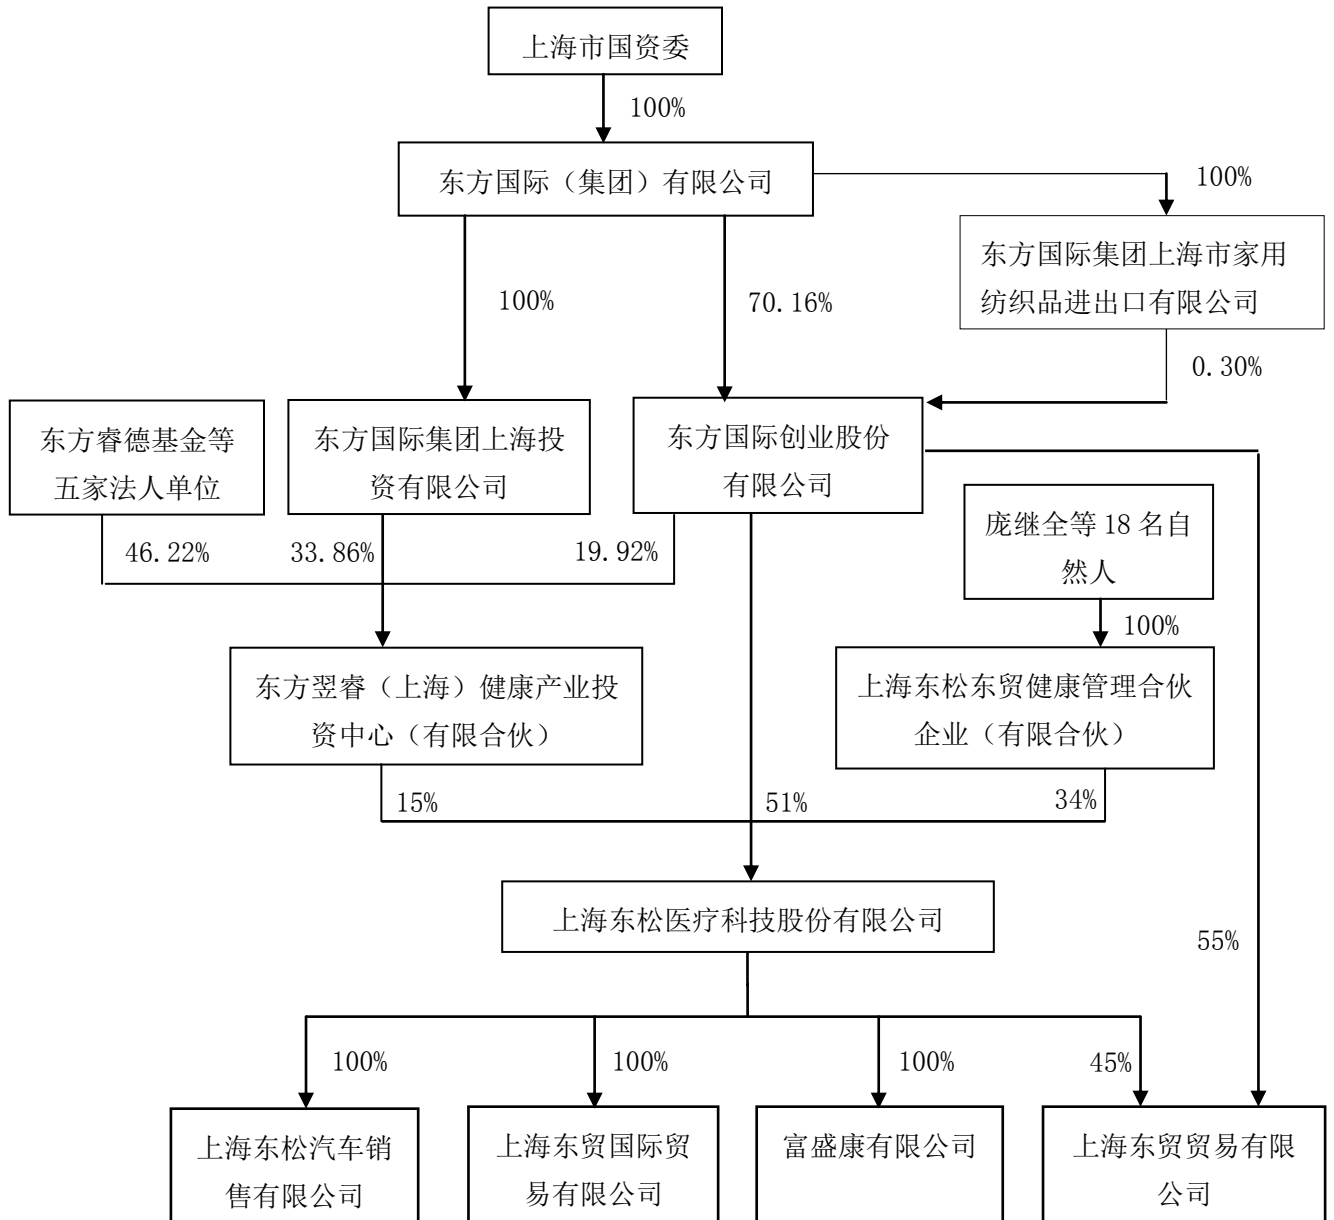 上海市国资委
100%
东方国际（集团）有限公司
100%
东方国际集团上海市家用
纺织品进出口有限公司
100%
70.16%
0.30%
东方睿德基金等
五家法人单位
东方国际集团上海投
资有限公司
东方国际创业股份
有限公司
庞继全等 18 名自
然人
46.22%
33.86%
19.92%
100%
东方翌睿（上海）健康产业投
资中心（有限合伙）
上海东松东贸健康管理合伙
企业（有限合伙）
15%
51%
34%
上海东松医疗科技股份有限公司
55%
100%
100%
100%
45%
上海东松汽车销
售有限公司
上海东贸国际贸
易有限公司
富盛康有限公司
上海东贸贸易有限
公司